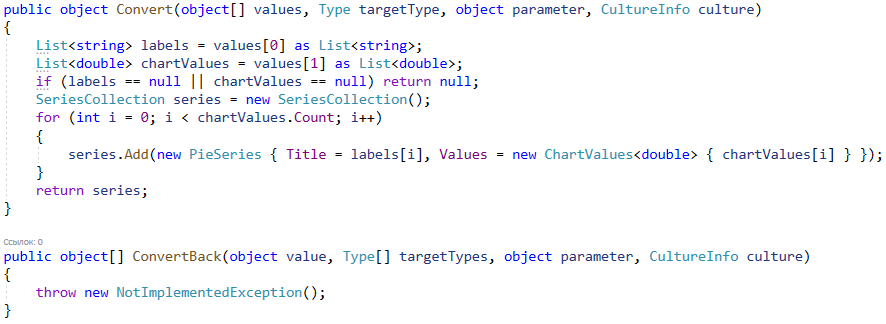 public object Convert(object[] values, Type targetType, object parameter, CultureInfo culture)
{
    List<string> labels = values[0] as List<string>;
    List<double> chartValues = values[1] as List<double>;
    if (labels == null || chartValues == null) return null;
    SeriesCollection series = new SeriesCollection();
    for (int i = 0; i < chartValues.Count; i++)
    {
        series.Add(new PieSeries { Title = labels[i], Values = new ChartValues<double> { chartValues[i] } });
    }
    return series;
}
Ссылок: 0
public object[] ConvertBack(object value, Type[] targetTypes, object parameter, CultureInfo culture)
{
    throw new NotImplementedException();
}